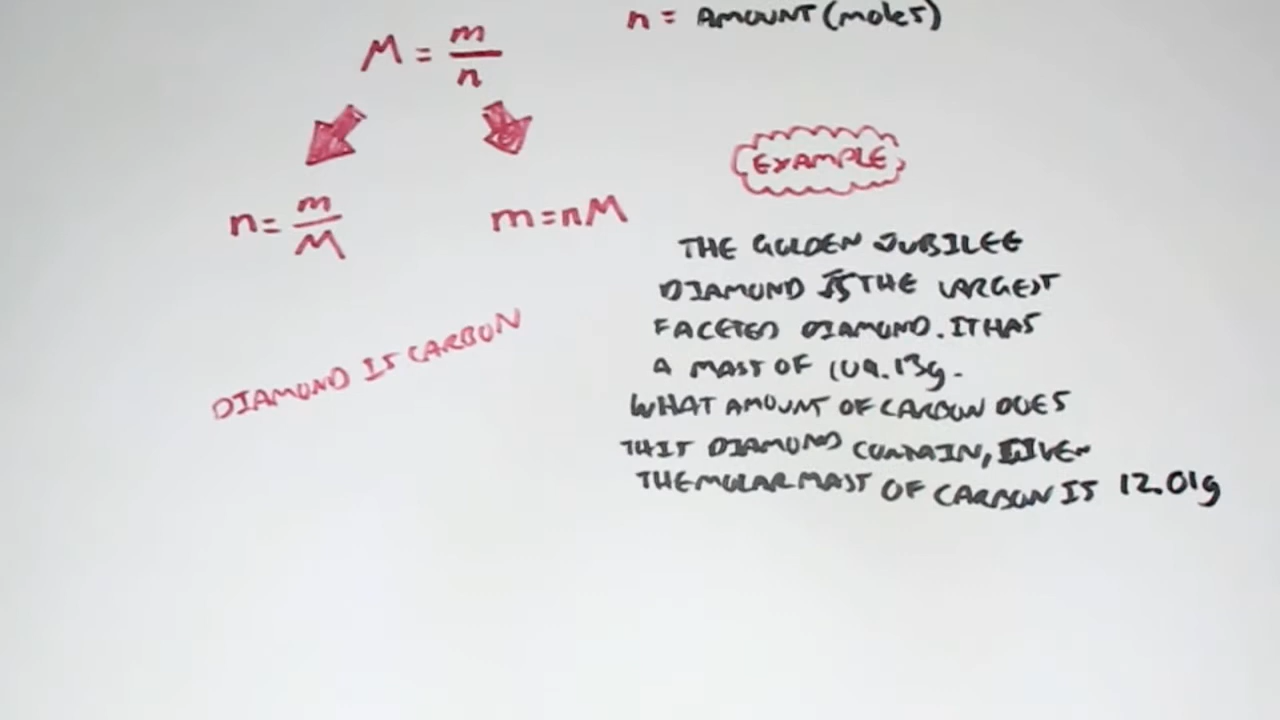 n = AMOUNT (moles)
M = m/n
n = m/M
m = nM
EXAMPLE
THE GOLDEN JUBILEE
DIAMOND IS THE LARGEST
FACETED DIAMOND. IT HAS
A MASS OF 109.13g.
WHAT AMOUNT OF CARBON DOES
THIS DIAMOND CONTAIN, GIVEN
THE MOLAR MASS OF CARBON IS 12.01g
DIAMOND IS CARBON